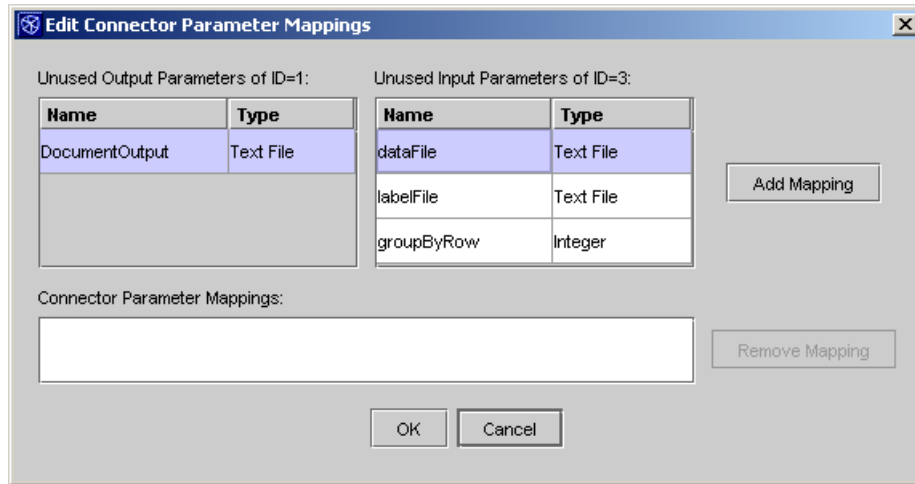 Edit Connector Parameter Mappings
Unused Output Parameters of ID=1:
Unused Input Parameters of ID=3:
Name Type
DocumentOutput Text File
Name Type
dataFile Text File
labelFile Text File
groupByRow Integer
Add Mapping
Connector Parameter Mappings:
Remove Mapping
OK Cancel